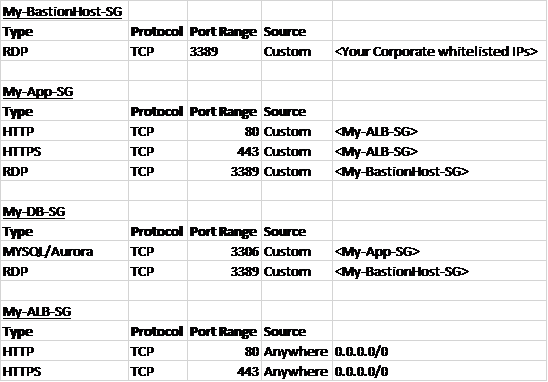 My-BastionHost-SG
Type Protocol Port Range Source
RDP TCP 3389 Custom <Your Corporate whitelisted IPs>
My-App-SG
Type Protocol Port Range Source
HTTP TCP 80 Custom <My-ALB-SG>
HTTPS TCP 443 Custom <My-ALB-SG>
RDP TCP 3389 Custom <My-BastionHost-SG>
My-DB-SG
Type Protocol Port Range Source
MYSQL/Aurora TCP 3306 Custom <My-App-SG>
RDP TCP 3389 Custom <My-BastionHost-SG>
My-ALB-SG
Type Protocol Port Range Source
HTTP TCP 80 Anywhere 0.0.0.0/0
HTTPS TCP 443 Anywhere 0.0.0.0/0